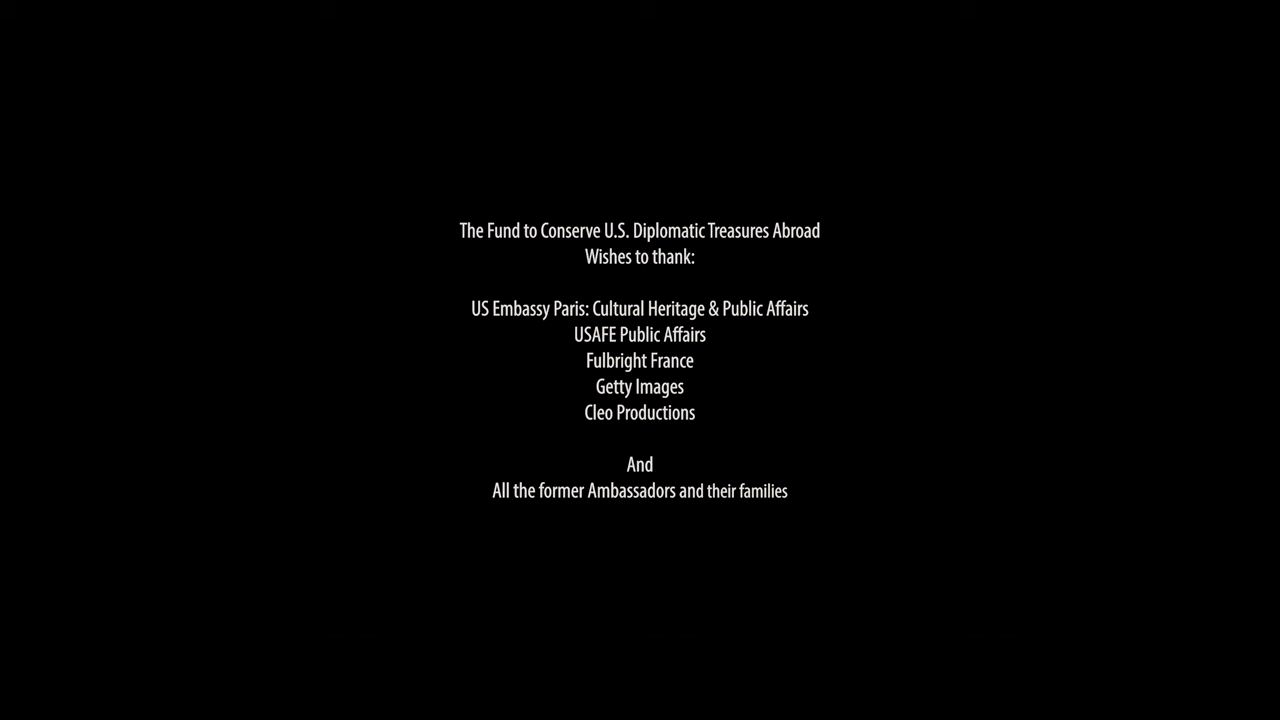 The Fund to Conserve U.S. Diplomatic Treasures Abroad
Wishes to thank:
US Embassy Paris: Cultural Heritage & Public Affairs
USAFE Public Affairs
Fulbright France
Getty Images
Cleo Productions
And
All the former Ambassadors and their families